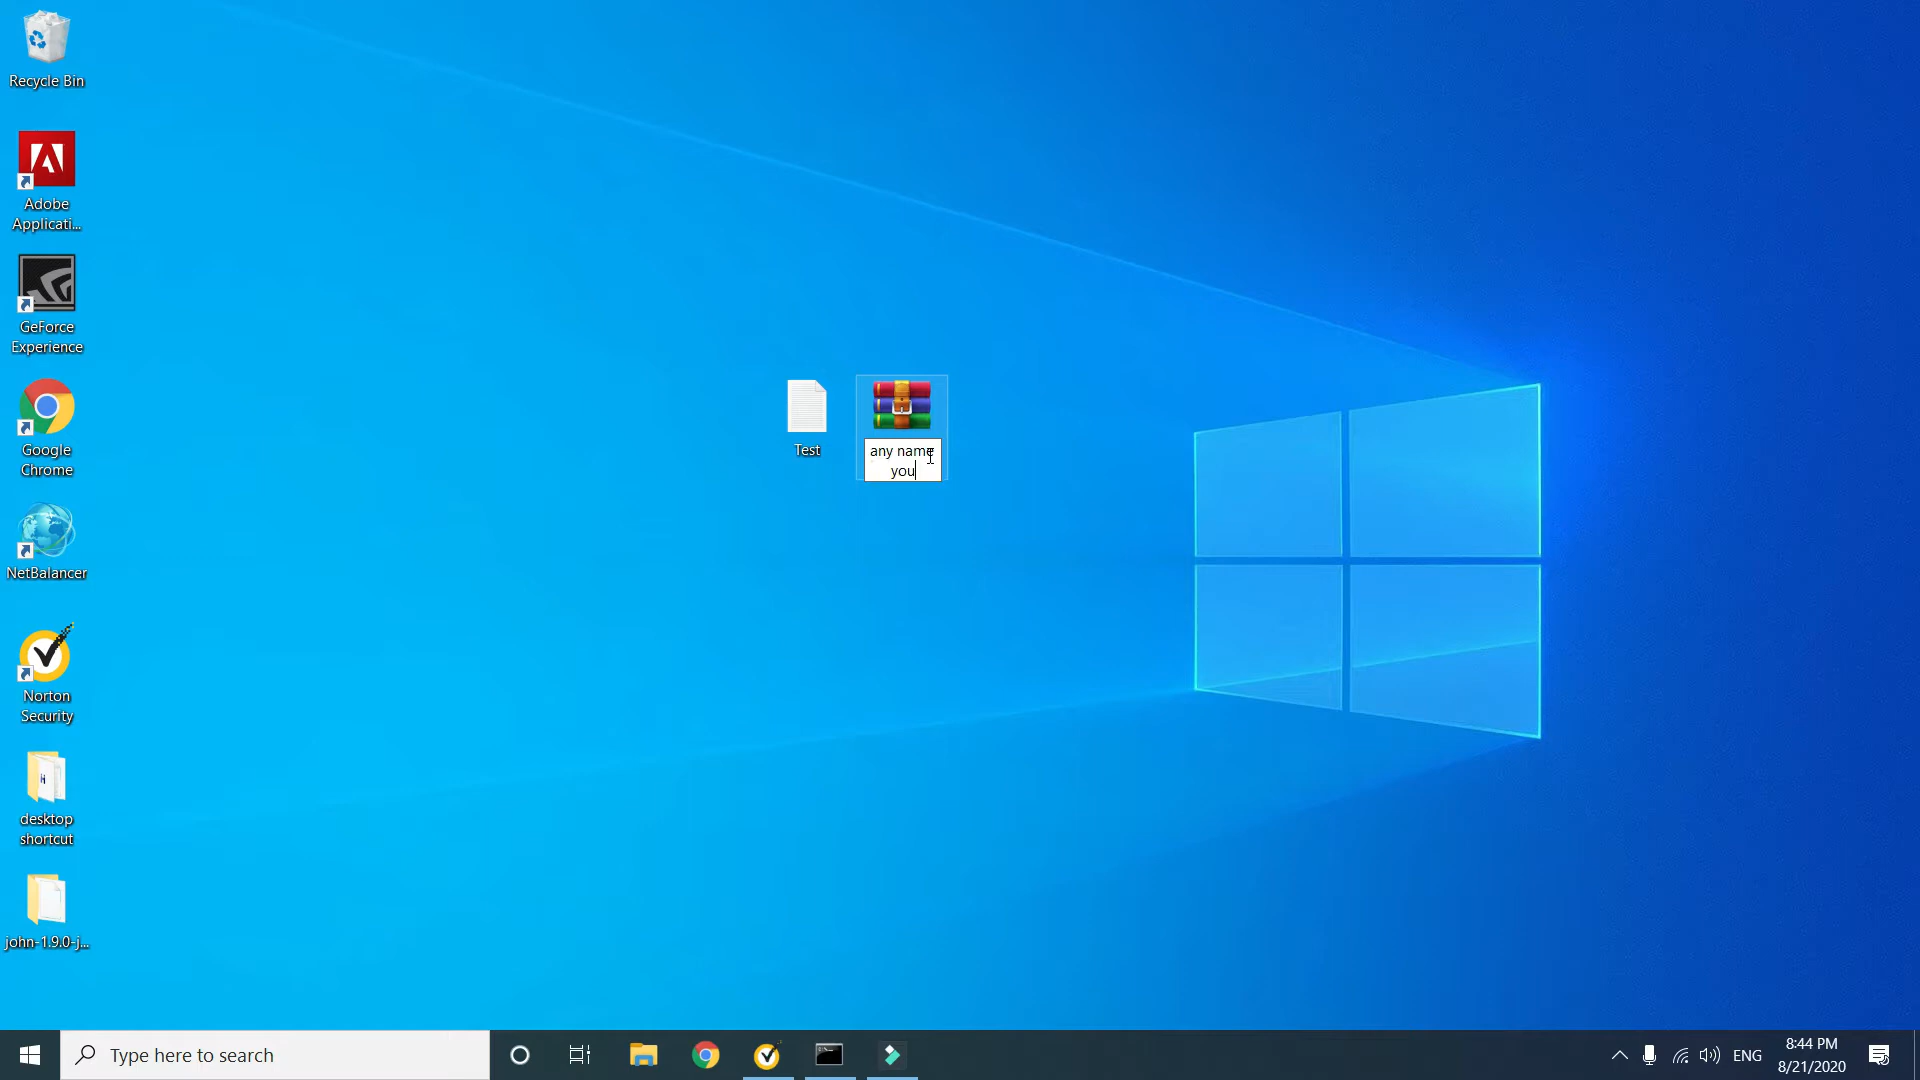 Recycle Bin
Adobe
Applicati...
GeForce
Experience
Google
Chrome
NetBalancer
Norton
Security
desktop
shortcut
john-1.9.0-j...
Test
any name
you
Type here to search
ENG
8:44 PM
8/21/2020